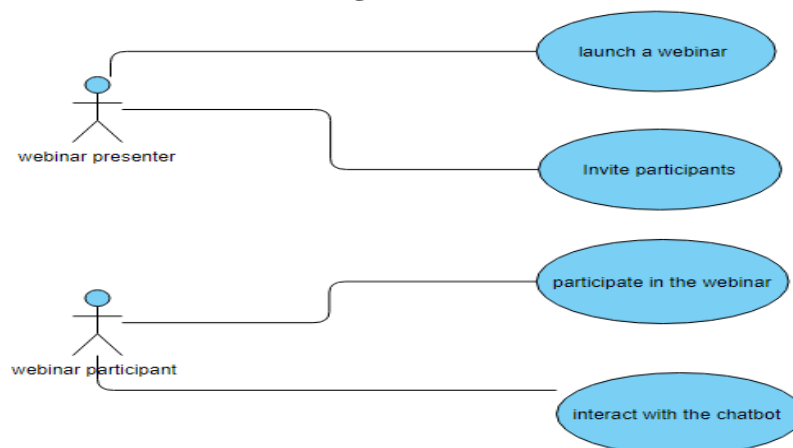 launch a webinar
webinar presenter
Invite participants
participate in the webinar
webinar participant
interact with the chatbot